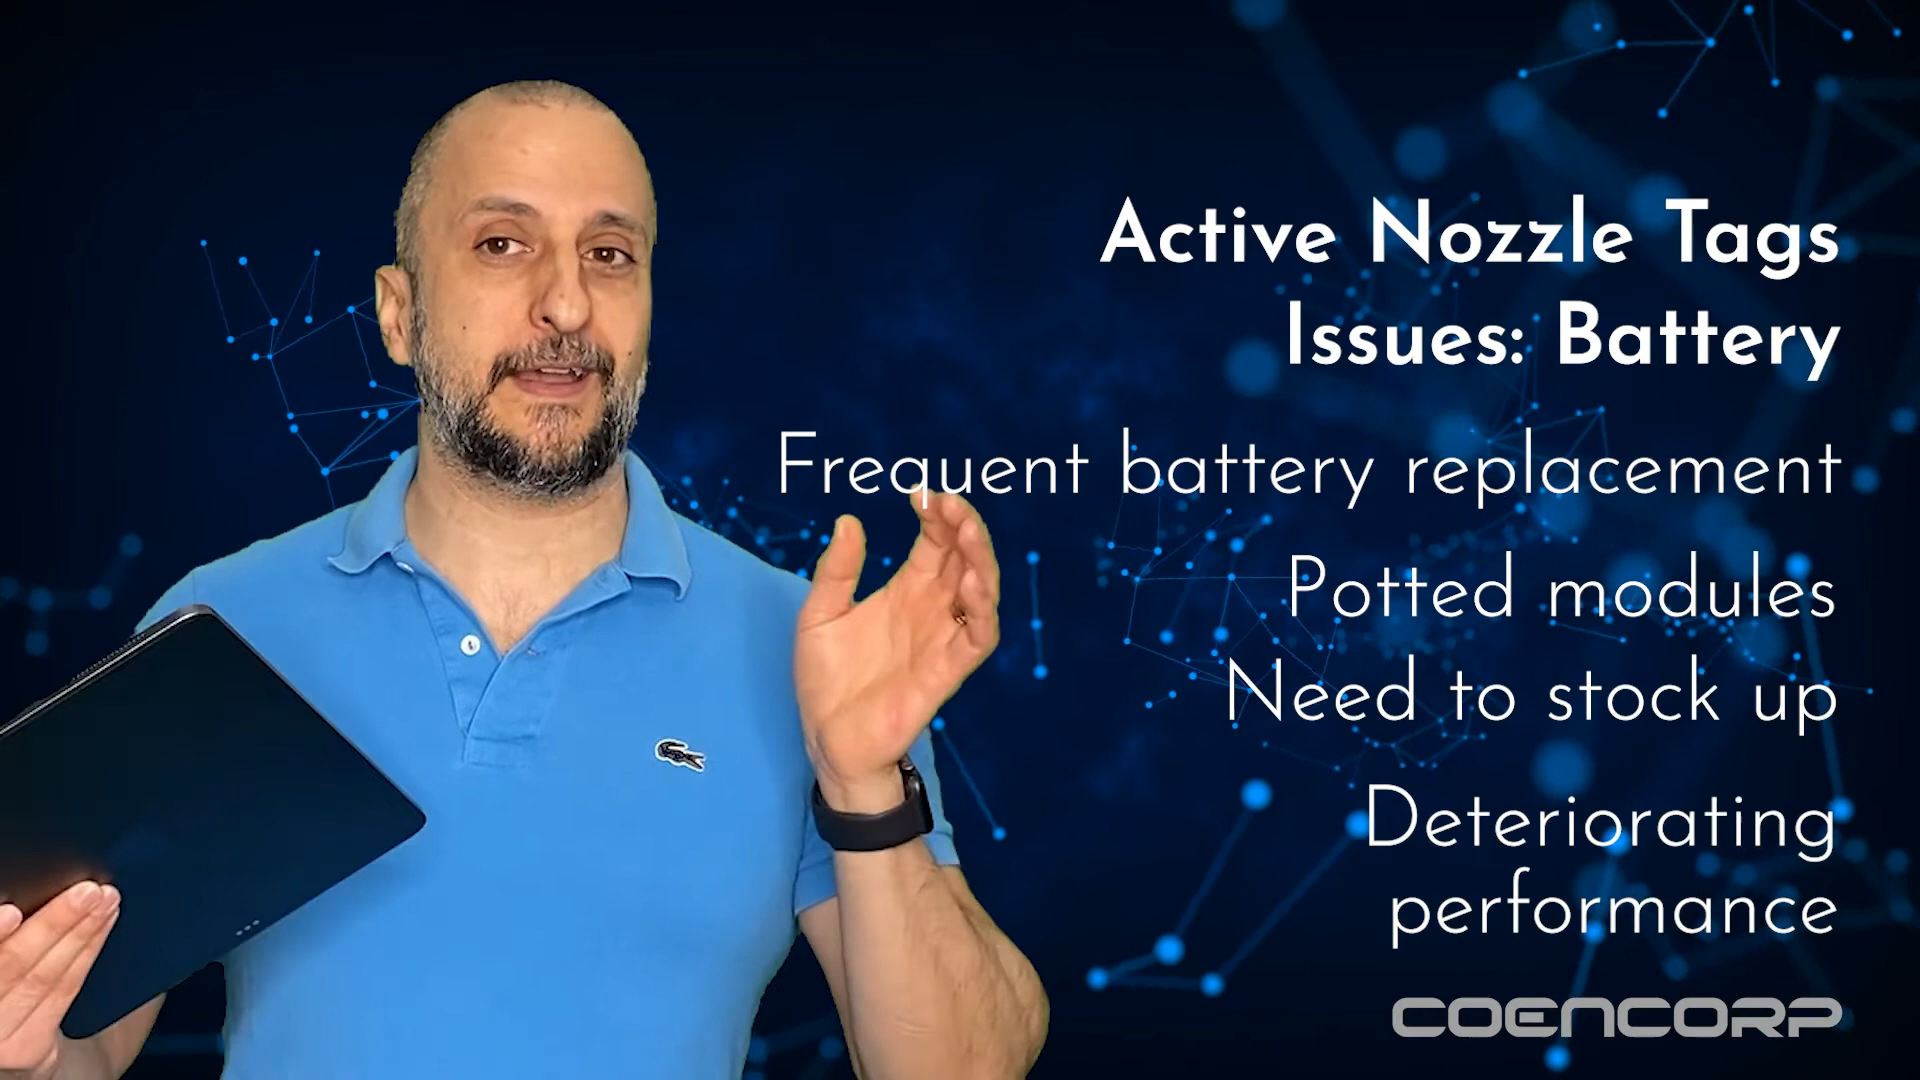 Active Nozzle Tags
Issues: Battery
Frequent battery replacement
Potted modules
Need to stock up
Deteriorating
performance
COENCORP